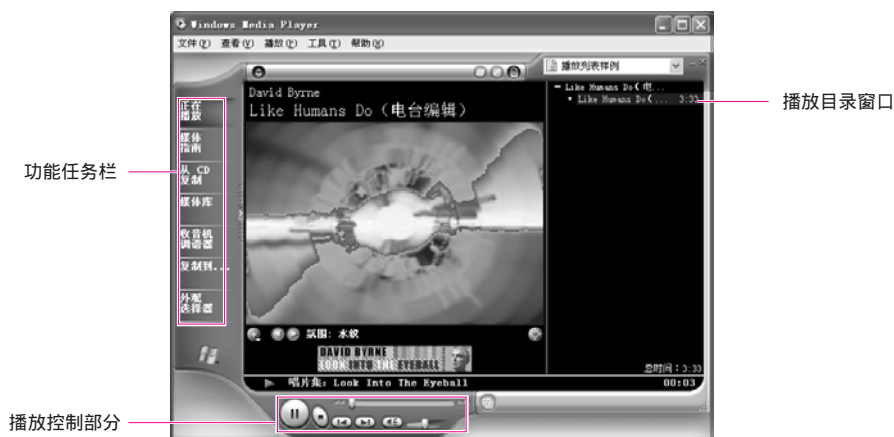 Windows Media Player
文件(F) 查看(V) 播放(P) 工具(T) 帮助(H)
播放列表样例
David Byrne
Like Humans Do（电台编辑）
Like Humans Do（电...
Like Humans Do（... 3:33
播放目录窗口
功能任务栏
正在
播放
媒体
指南
从 CD
复制
媒体库
收音机
调谐器
复制到...
外观
选择器
氛围: 水纹
DAVID BYRNE
LOOK INTO THE EYEBALL
总时间：3:33
唱片集: Look Into The Eyeball
00:03
播放控制部分